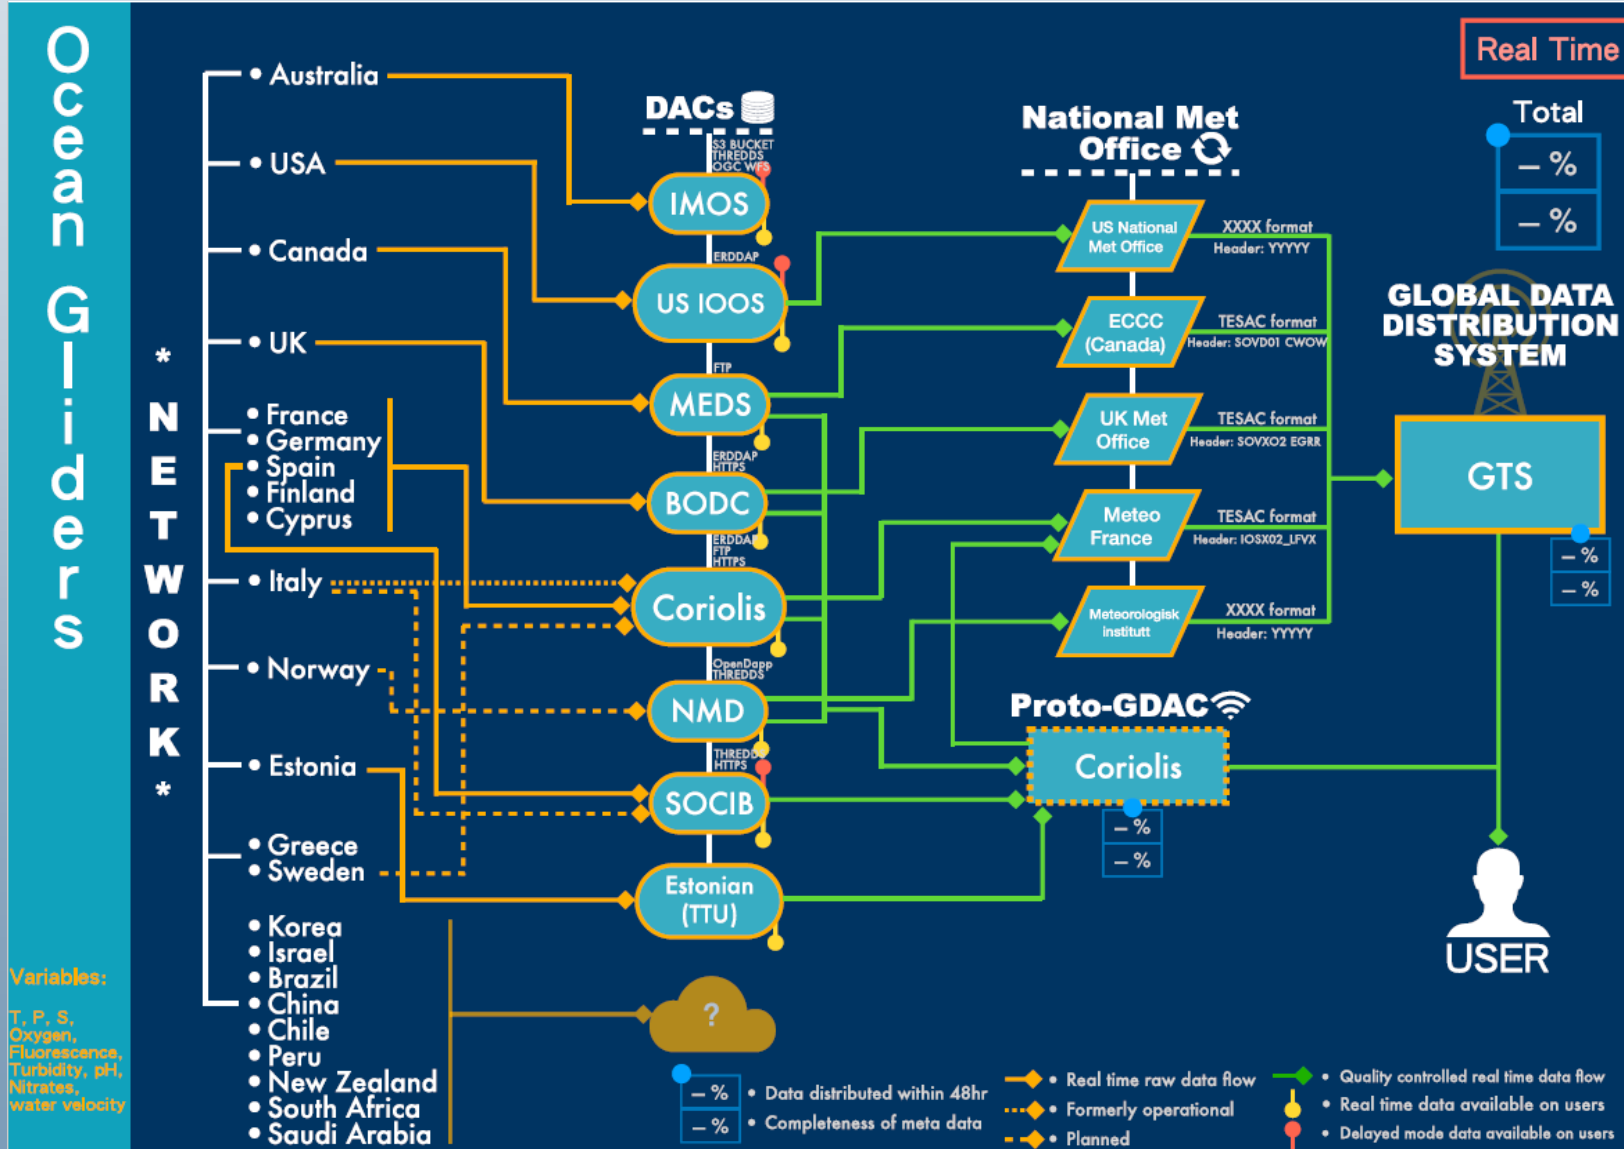 Ocean Gliders
Variables:
T, P, S,
Oxygen,
Fluorescence,
Turbidity, pH,
Nitrates,
water velocity
* NETWORK *
• Australia
• USA
• Canada
• UK
• France
• Germany
• Spain
• Finland
• Cyprus
• Italy
• Norway
• Estonia
• Greece
• Sweden
• Korea
• Israel
• Brazil
• China
• Chile
• Peru
• New Zealand
• South Africa
• Saudi Arabia
DACs
S3 BUCKET
THREDDS
OGC WFS
IMOS
ERDDAP
US IOOS
FTP
MEDS
ERDDAP
HTTPS
BODC
ERDDAP
FTP
HTTPS
Coriolis
OpenDapp
THREDDS
NMD
THREDDS
HTTPS
SOCIB
Estonian
(TTU)
?
National Met
Office
US National
Met Office
XXXX format
Header: YYYYY
ECCC
(Canada)
TESAC format
Header: SOVD01 CWOW
UK Met
Office
TESAC format
Header: SOVXO2 EGRR
Meteo
France
TESAC format
Header: IOSX02_LFVX
Meteorologisk
institutt
XXXX format
Header: YYYYY
Proto-GDAC
Coriolis
– %
– %
Real Time
Total
– %
– %
GLOBAL DATA
DISTRIBUTION
SYSTEM
GTS
– %
– %
USER
– %
– %
• Data distributed within 48hr
• Completeness of meta data
• Real time raw data flow
• Formerly operational
• Planned
• Quality controlled real time data flow
• Real time data available on users
• Delayed mode data available on users